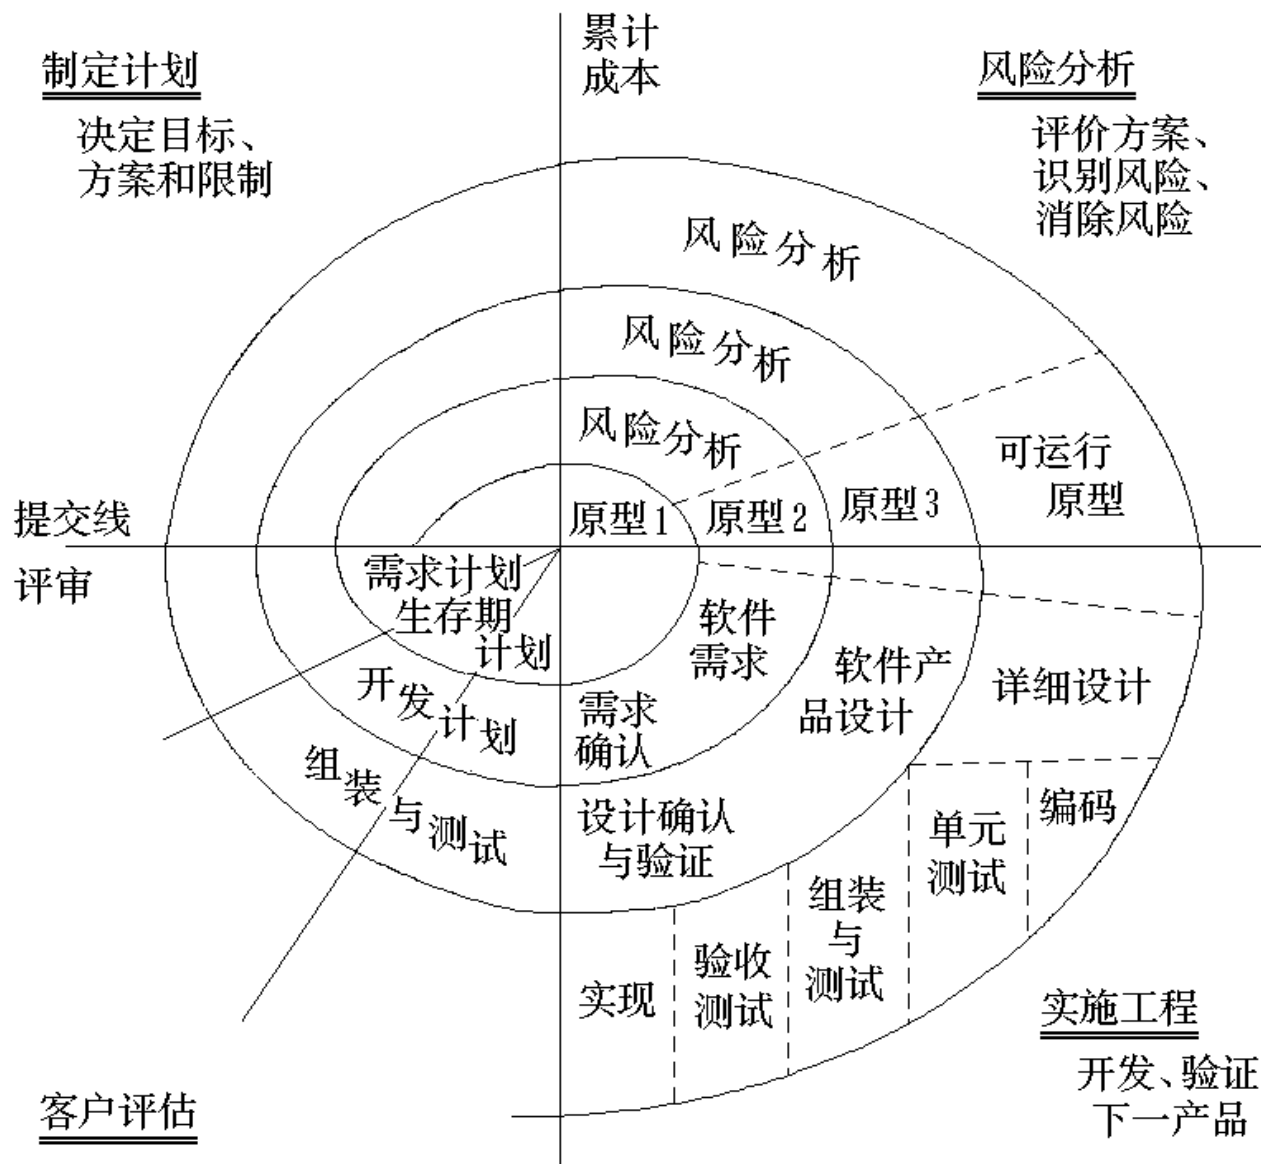 累计
成本
制定计划
决定目标、
方案和限制
风险分析
评价方案、
识别风险、
消除风险
风险分析
风险分析
风险分析
可运行
原型
原型1
原型2
原型3
提交线
评审
需求计划
生存期
计划
软件
需求
软件产
品设计
详细设计
开发计划
需求
确认
组装与测试
设计确认
与验证
编码
单元
测试
组装
与
测试
验收
测试
实现
实施工程
开发、验证
下一产品
客户评估